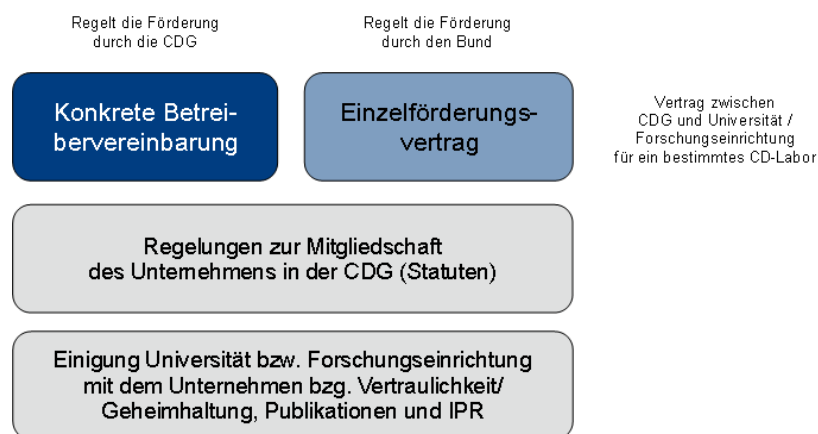 Regelt die Förderung
durch die CDG
Regelt die Förderung
durch den Bund
Konkrete Betrei-
bervereinbarung
Einzelförderungs-
vertrag
Vertrag zwischen
CDG und Universität /
Forschungseinrichtung
für ein bestimmtes CD-Labor
Regelungen zur Mitgliedschaft
des Unternehmens in der CDG (Statuten)
Einigung Universität bzw. Forschungseinrichtung
mit dem Unternehmen bzg. Vertraulichkeit/
Geheimhaltung, Publikationen und IPR